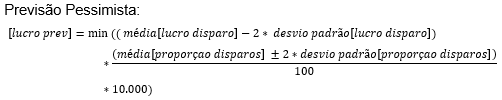 Previsão Pessimista:
[lucro prev] = min ((média[lucro disparo] − 2 * desvio padrão[lucro disparo])
* (média[proporçao disparos] ± 2 * desvio padrão[proporçao disparos])
100
* 10.000)